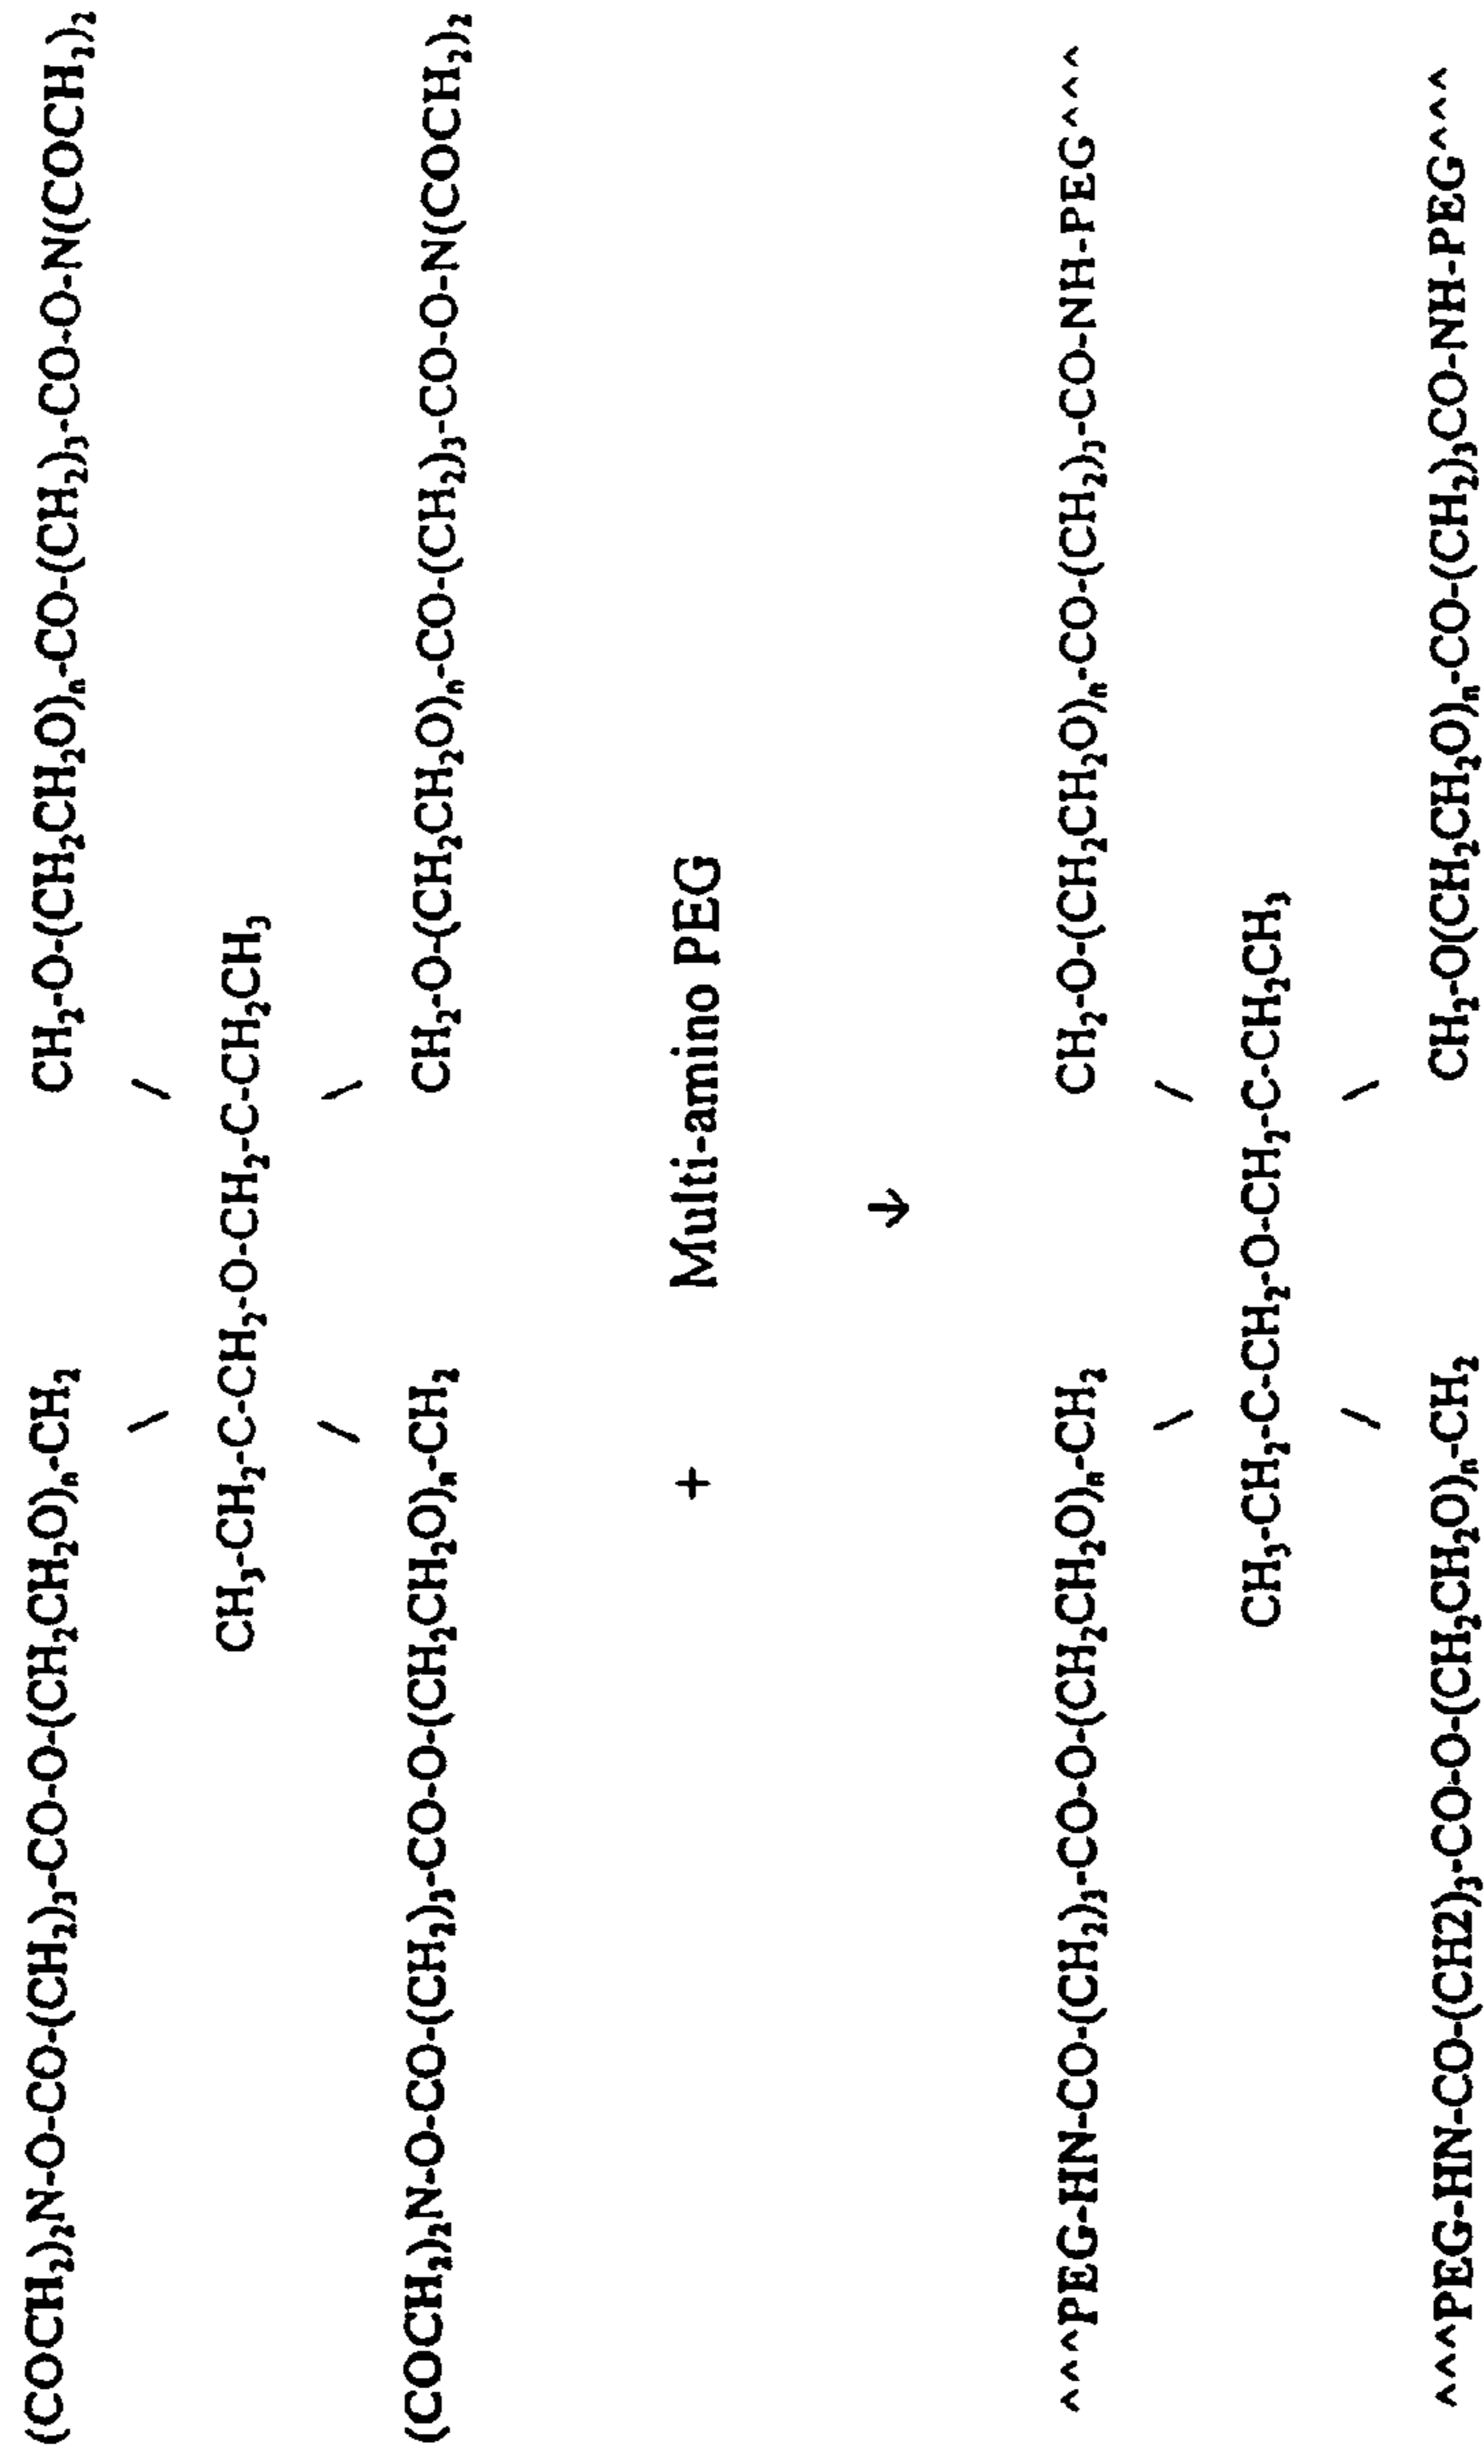 (COCH₂)₂N-O-CO-(CH₂)₃-CO-O-(CH₂CH₂O)ₙ-CH₂ CH₂-O-(CH₂CH₂O)ₙ-CO-(CH₂)₃-CO-O-N(COCH₂)₂
\ /
CH₃-CH₂-C-CH₂-O-CH₂-C-CH₂CH₃
/ \
(COCH₂)₂N-O-CO-(CH₂)₃-CO-O-(CH₂CH₂O)ₙ-CH₂ CH₂-O-(CH₂CH₂O)ₙ-CO-(CH₂)₃-CO-O-N(COCH₂)₂
+ Multi-amino PEG
↓
^^^PEG-HN-CO-(CH₂)₃-CO-O-(CH₂CH₂O)ₙ-CH₂ CH₂-O-(CH₂CH₂O)ₙ-CO-(CH₂)₃-CO-NH-PEG^^^
\ /
CH₃-CH₂-C-CH₂-O-CH₂-C-CH₂CH₃
/ \
^^^PEG-HN-CO-(CH2)₃-CO-O-(CH₂CH₂O)ₙ-CH₂ CH₂-O(CH₂CH₂O)ₙ-CO-(CH₂)₃CO-NH-PEG^^^